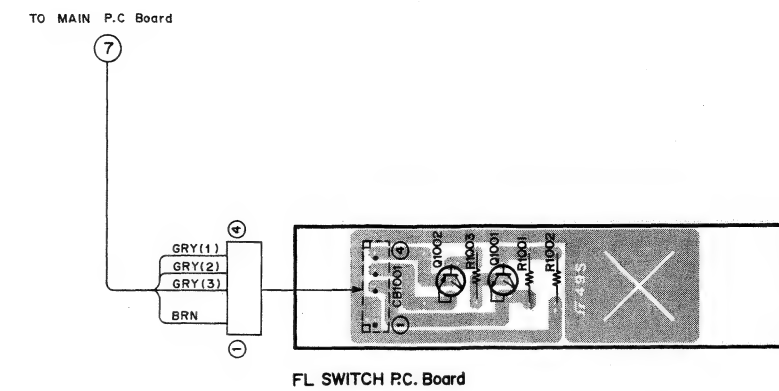 TO MAIN P.C Board
7
4
GRY(1)
GRY(2)
GRY(3)
BRN
1
4
CB1001
1
Q1002
R1003
Q1001
R1001
R1002
FL SWITCH P.C. Board